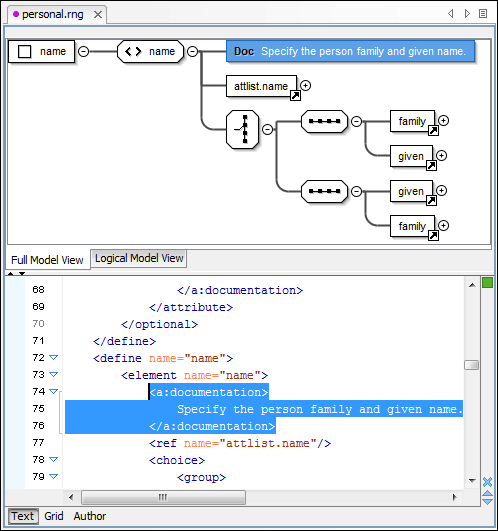 personal.rng
name
name
Doc Specify the person family and given name.
attlist.name
family
given
given
family
Full Model View
Logical Model View
68 </a:documentation>
69 </attribute>
70 </optional>
71 </define>
72 <define name="name">
73 <element name="name">
74 <a:documentation>
75 Specify the person family and given name.
76 </a:documentation>
77 <ref name="attlist.name"/>
78 <choice>
79 <group>
Text Grid Author